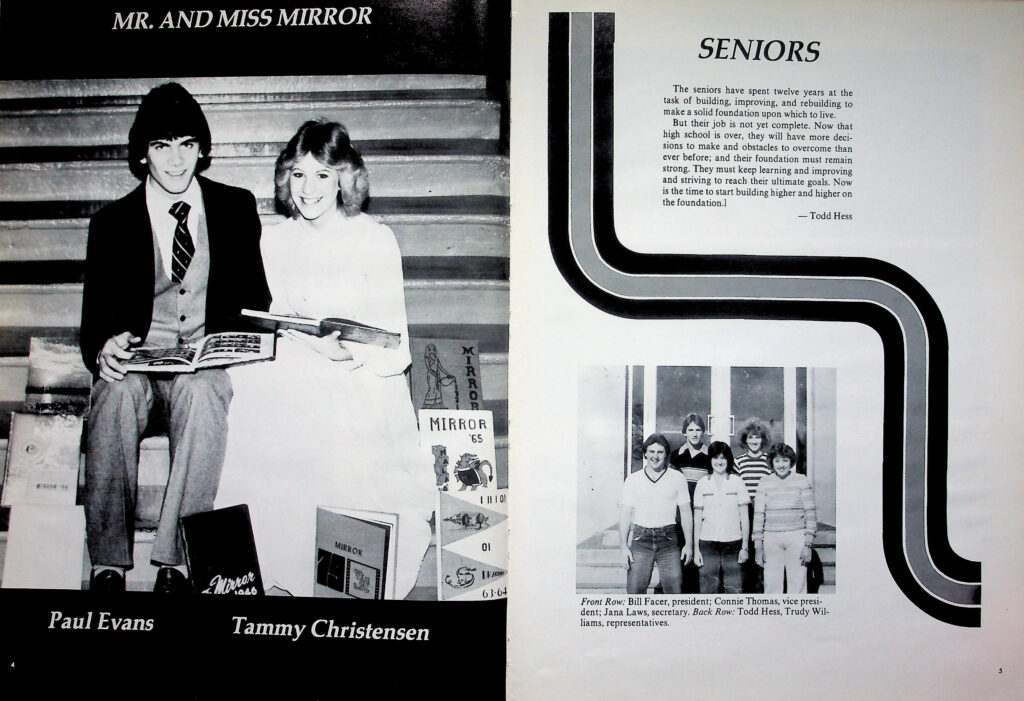 MR. AND MISS MIRROR
MIRROR
MIRROR
MIRROR
'65
MIRROR
Mirror
01
63-64
Paul Evans
Tammy Christensen
4
SENIORS
The seniors have spent twelve years at the
task of building, improving, and rebuilding to
make a solid foundation upon which to live.
But their job is not yet complete. Now that
high school is over, they will have more deci-
sions to make and obstacles to overcome than
ever before; and their foundation must remain
strong. They must keep learning and improving
and striving to reach their ultimate goals. Now
is the time to start building higher and higher on
the foundation.l
— Todd Hess
Front Row: Bill Facer, president; Connie Thomas, vice presi-
dent; Jana Laws, secretary. Back Row: Todd Hess, Trudy Wil-
liams, representatives.
5